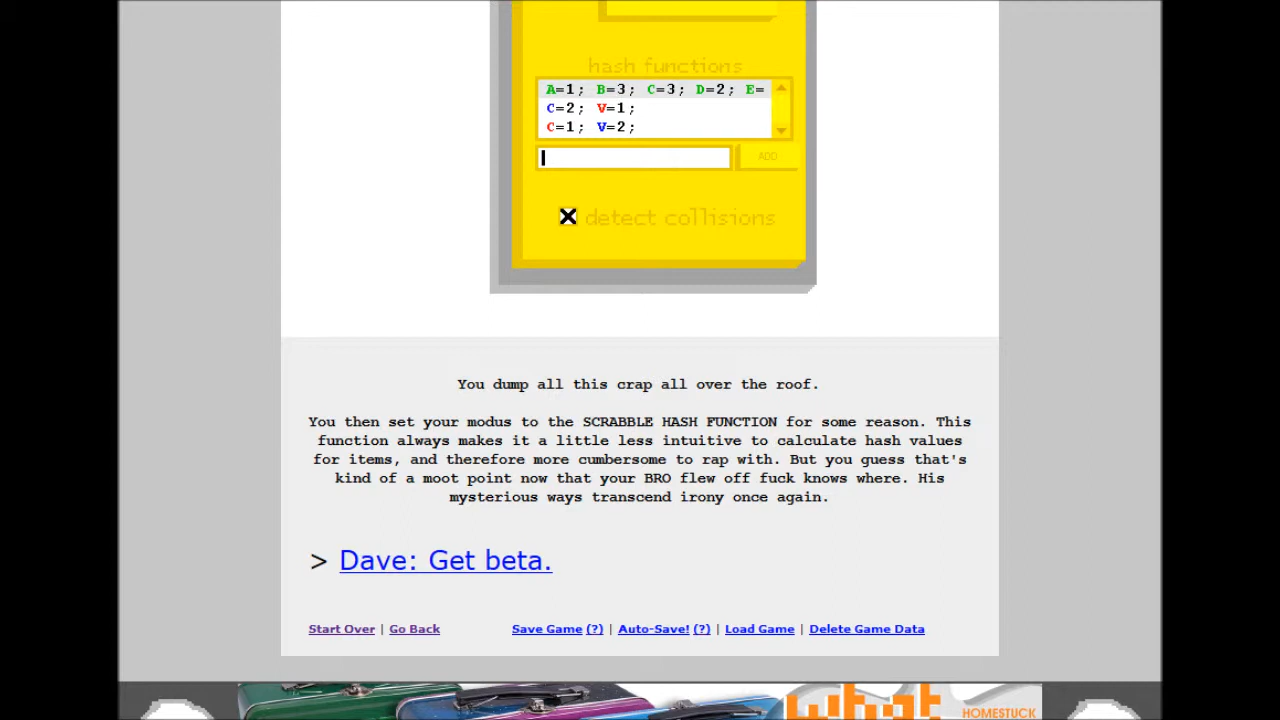 hash functions
A=1; B=3; C=3; D=2; E=
C=2; V=1;
C=1; V=2;
ADD
detect collisions
You dump all this crap all over the roof.
You then set your modus to the SCRABBLE HASH FUNCTION for some reason. This
function always makes it a little less intuitive to calculate hash values
for items, and therefore more cumbersome to rap with. But you guess that's
kind of a moot point now that your BRO flew off fuck knows where. His
mysterious ways transcend irony once again.
> Dave: Get beta.
Start Over | Go Back Save Game (?) | Auto-Save! (?) | Load Game | Delete Game Data
what
HOMESTUCK